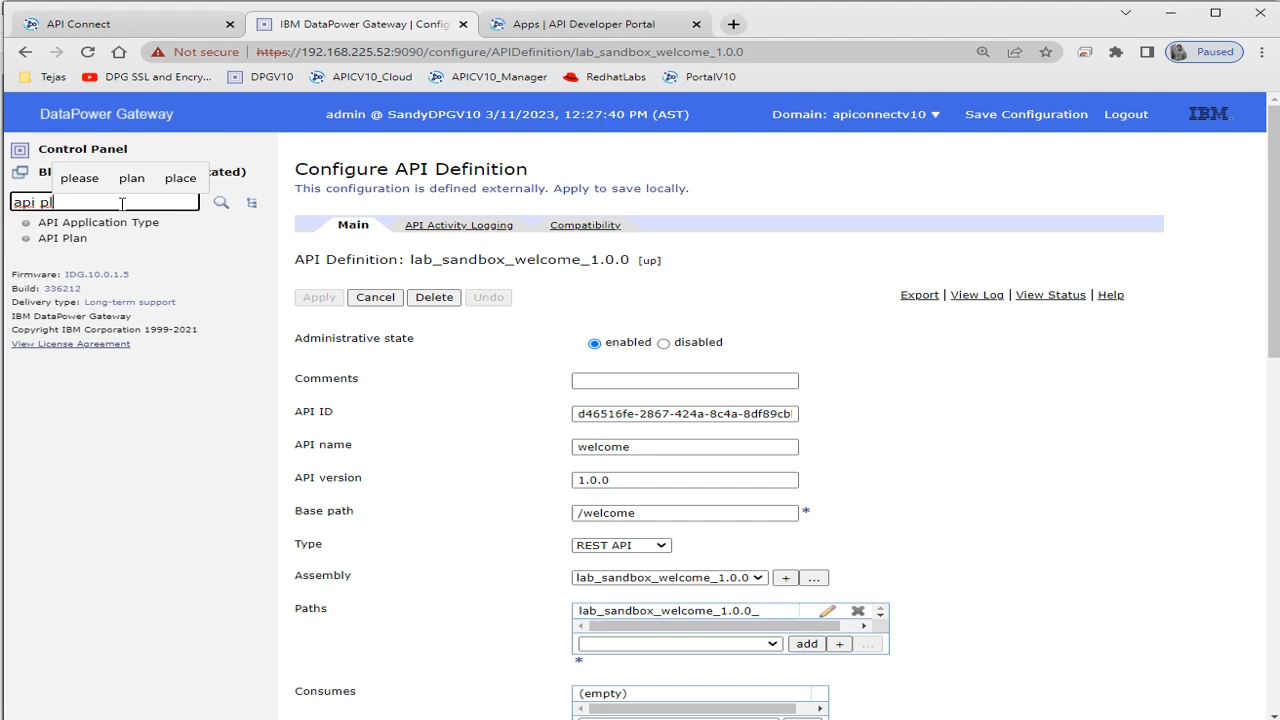 API Connect
IBM DataPower Gateway | Config
Apps | API Developer Portal
Not secure
https://192.168.225.52:9090/configure/APIDefinition/lab_sandbox_welcome_1.0.0
Paused
Tejas
DPG SSL and Encry...
DPGV10
APICV10_Cloud
APICV10_Manager
RedhatLabs
PortalV10
DataPower Gateway
admin @ SandyDPGV10 3/11/2023, 12:27:40 PM (AST)
Domain: apiconnectv10
Save Configuration
Logout
IBM
Control Panel
Bl
cated)
please plan place
api pl
API Application Type
API Plan
Firmware: IDG.10.0.1.5
Build: 336212
Delivery type: Long-term support
IBM DataPower Gateway
Copyright IBM Corporation 1999-2021
View License Agreement
Configure API Definition
This configuration is defined externally. Apply to save locally.
Main
API Activity Logging
Compatibility
API Definition: lab_sandbox_welcome_1.0.0 [up]
Apply
Cancel
Delete
Undo
Export | View Log | View Status | Help
Administrative state
enabled
disabled
Comments
API ID
d46516fe-2867-424a-8c4a-8df89cb
API name
welcome
API version
1.0.0
Base path
/welcome
*
Type
REST API
Assembly
lab_sandbox_welcome_1.0.0
+
...
Paths
lab_sandbox_welcome_1.0.0_
add
+
...
*
Consumes
(empty)